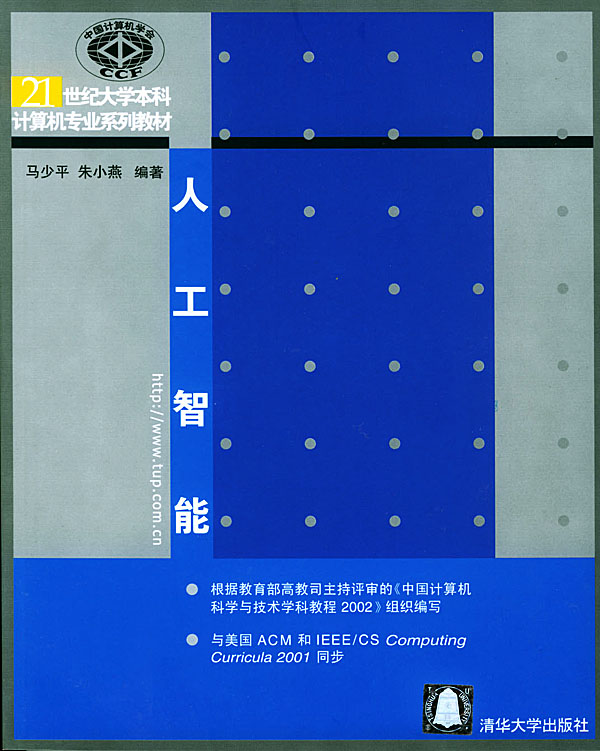 中国计算机学会
CCF
21世纪大学本科
计算机专业系列教材
马少平 朱小燕 编著
人工智能
http://www.tup.com.cn
根据教育部高教司主持评审的《中国计算机
科学与技术学科教程 2002》组织编写
与美国 ACM 和 IEEE/CS Computing
Curricula 2001 同步
清华大学出版社